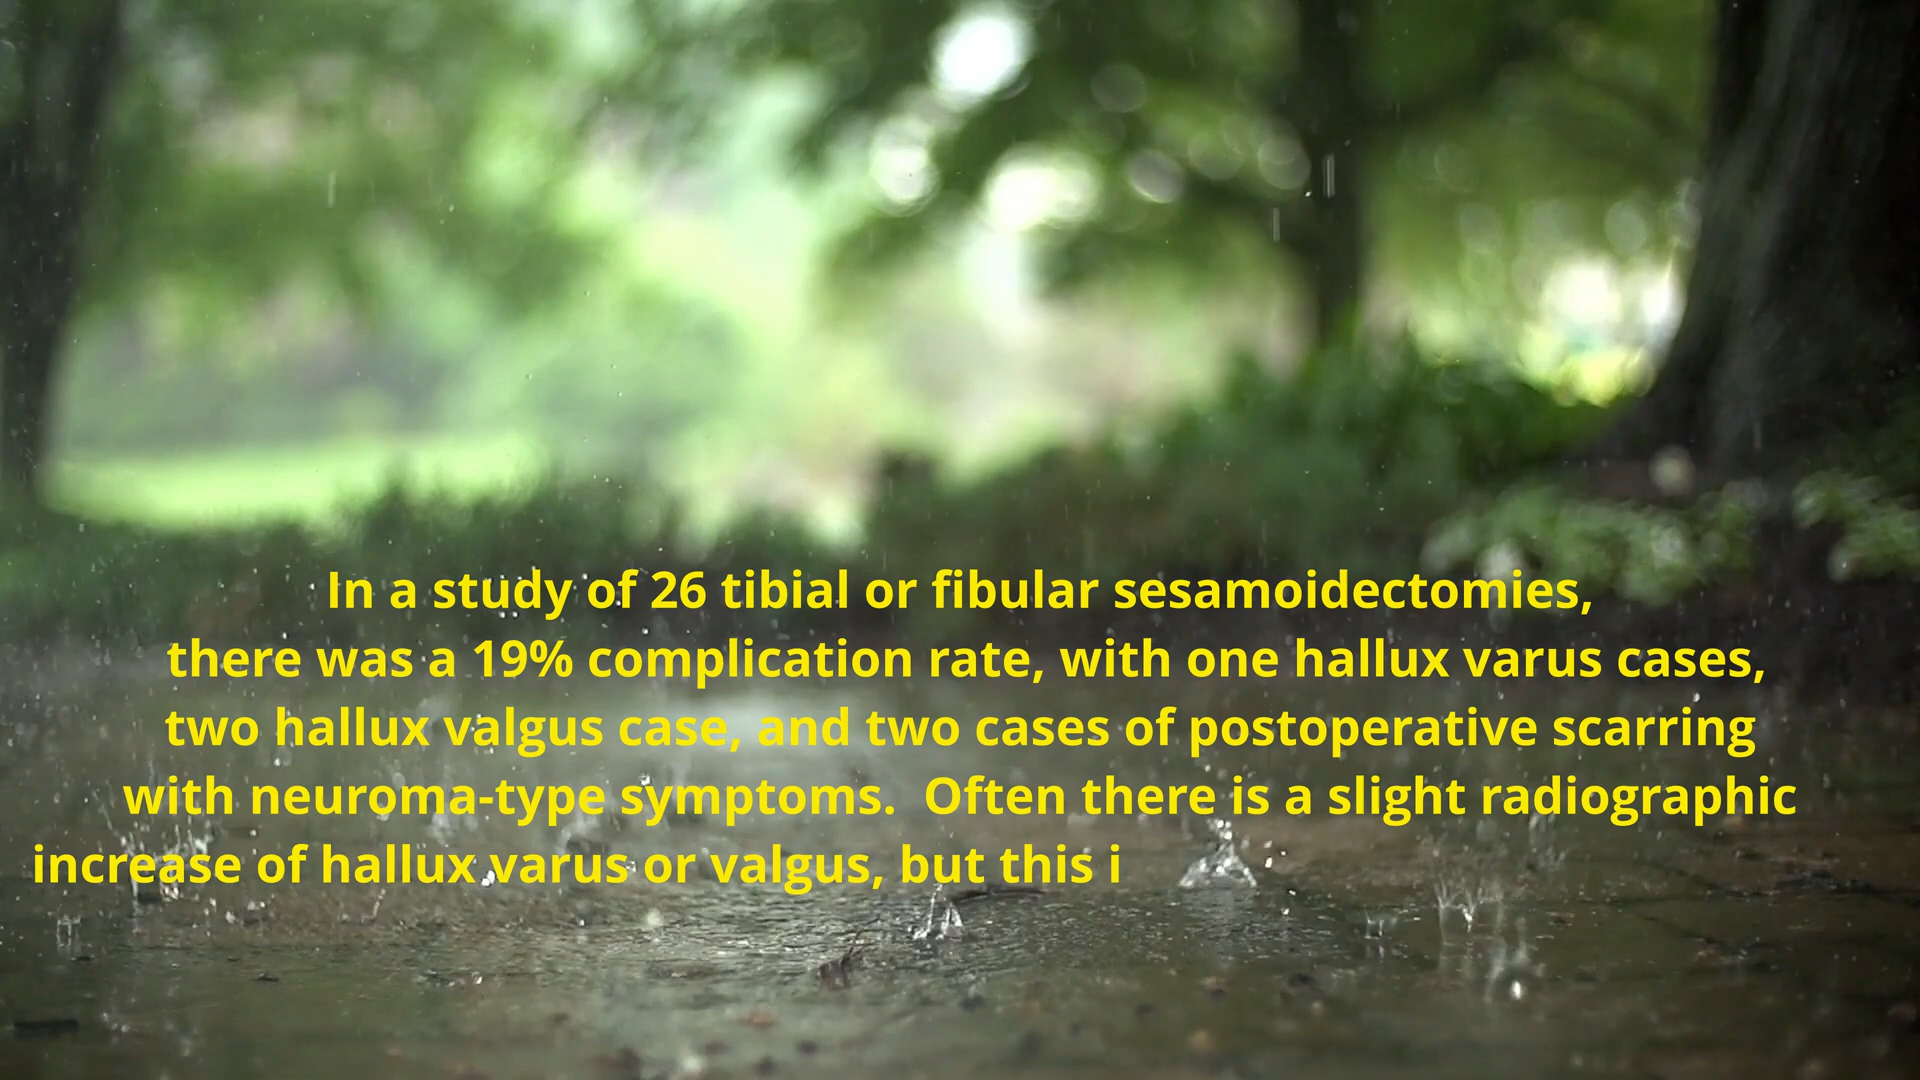 In a study of 26 tibial or fibular sesamoidectomies,
there was a 19% complication rate, with one hallux varus cases,
two hallux valgus case, and two cases of postoperative scarring
with neuroma-type symptoms.  Often there is a slight radiographic
increase of hallux varus or valgus, but this i